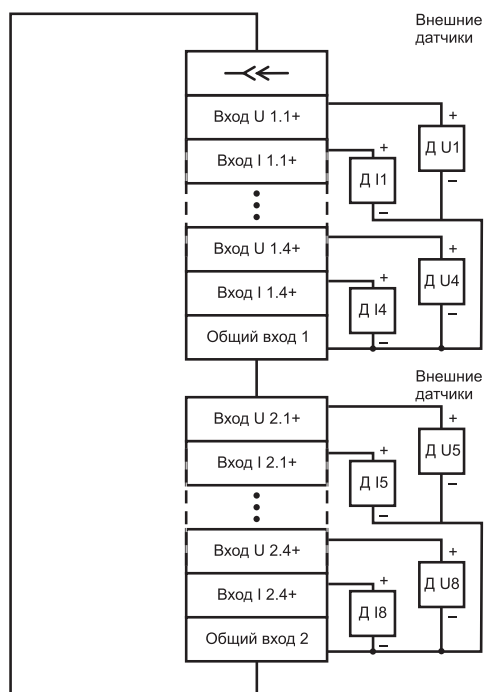 Внешние
датчики
Вход U 1.1+
+
Д U1
–
Вход I 1.1+
+
Д I1
–
Вход U 1.4+
+
Д U4
–
Вход I 1.4+
+
Д I4
–
Общий вход 1
Внешние
датчики
Вход U 2.1+
+
Д U5
–
Вход I 2.1+
+
Д I5
–
Вход U 2.4+
+
Д U8
–
Вход I 2.4+
+
Д I8
–
Общий вход 2